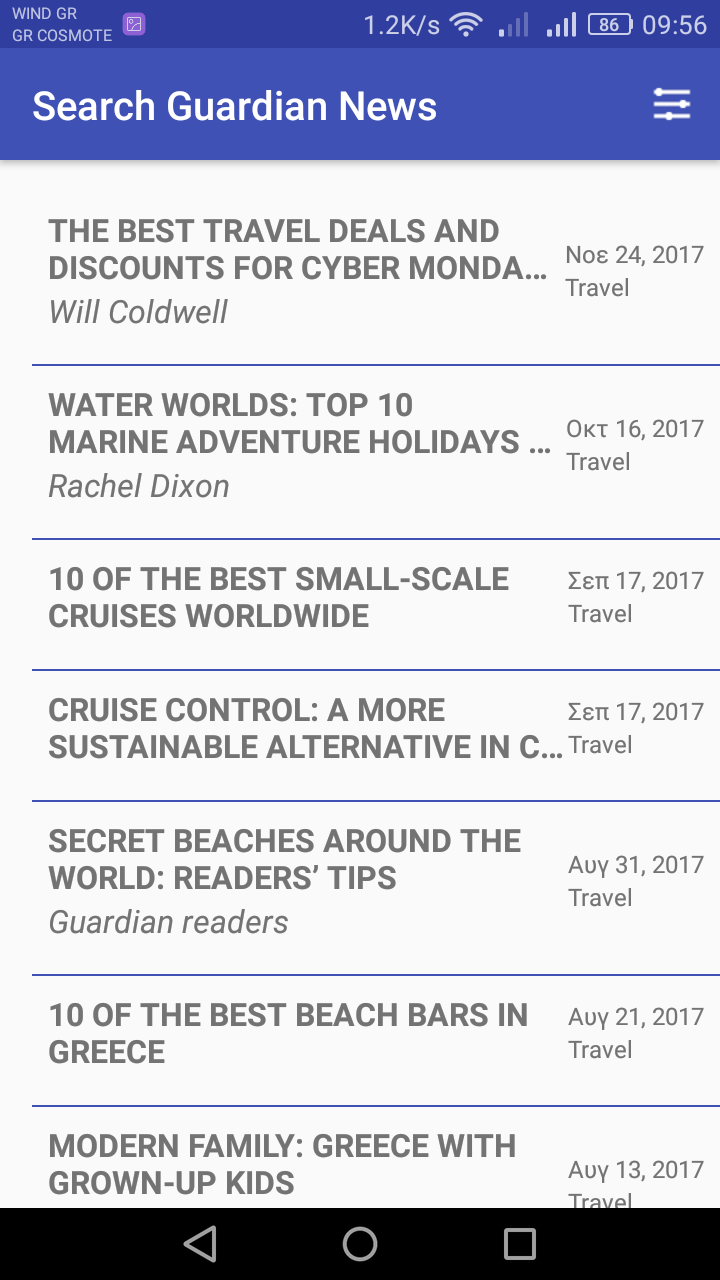 WIND GR
GR COSMOTE
1.2K/s
86
09:56
Search Guardian News
THE BEST TRAVEL DEALS AND
DISCOUNTS FOR CYBER MONDA...
Will Coldwell
Νοε 24, 2017
Travel
WATER WORLDS: TOP 10
MARINE ADVENTURE HOLIDAYS ...
Rachel Dixon
Οκτ 16, 2017
Travel
10 OF THE BEST SMALL-SCALE
CRUISES WORLDWIDE
Σεπ 17, 2017
Travel
CRUISE CONTROL: A MORE
SUSTAINABLE ALTERNATIVE IN C...
Σεπ 17, 2017
Travel
SECRET BEACHES AROUND THE
WORLD: READERS’ TIPS
Guardian readers
Αυγ 31, 2017
Travel
10 OF THE BEST BEACH BARS IN
GREECE
Αυγ 21, 2017
Travel
MODERN FAMILY: GREECE WITH
GROWN-UP KIDS
Αυγ 13, 2017
Travel